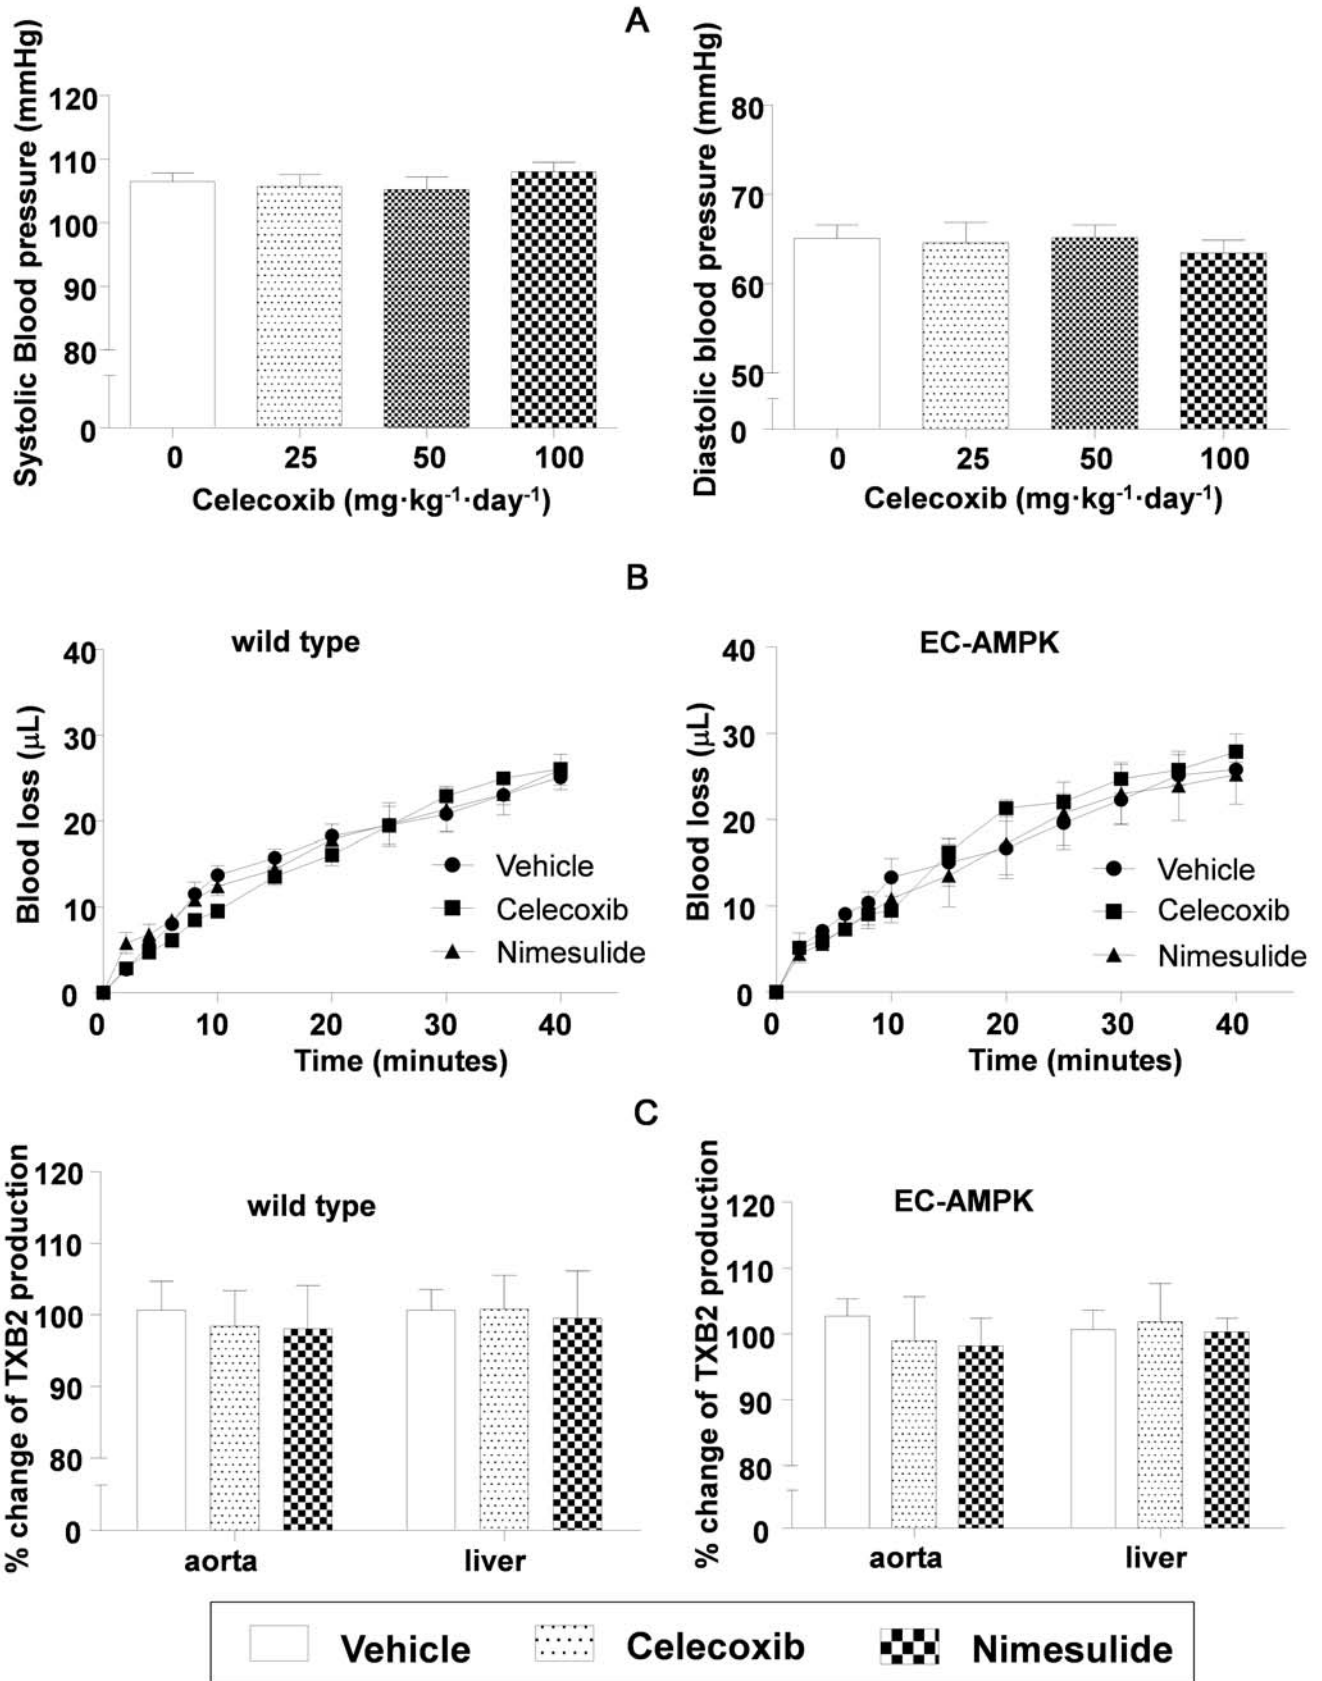 A
Systolic Blood pressure (mmHg)
120
110
100
90
80
0
0 25 50 100
Celecoxib (mg·kg⁻¹·day⁻¹)
Diastolic blood pressure (mmHg)
80
70
60
50
0
0 25 50 100
Celecoxib (mg·kg⁻¹·day⁻¹)
B
wild type
Blood loss (µL)
40
30
20
10
0
Vehicle
Celecoxib
Nimesulide
0 10 20 30 40
Time (minutes)
EC-AMPK
Blood loss (µL)
40
30
20
10
0
Vehicle
Celecoxib
Nimesulide
0 10 20 30 40
Time (minutes)
C
wild type
% change of TXB2 production
120
110
100
90
80
0
aorta liver
EC-AMPK
% change of TXB2 production
120
110
100
90
80
0
aorta liver
Vehicle Celecoxib Nimesulide